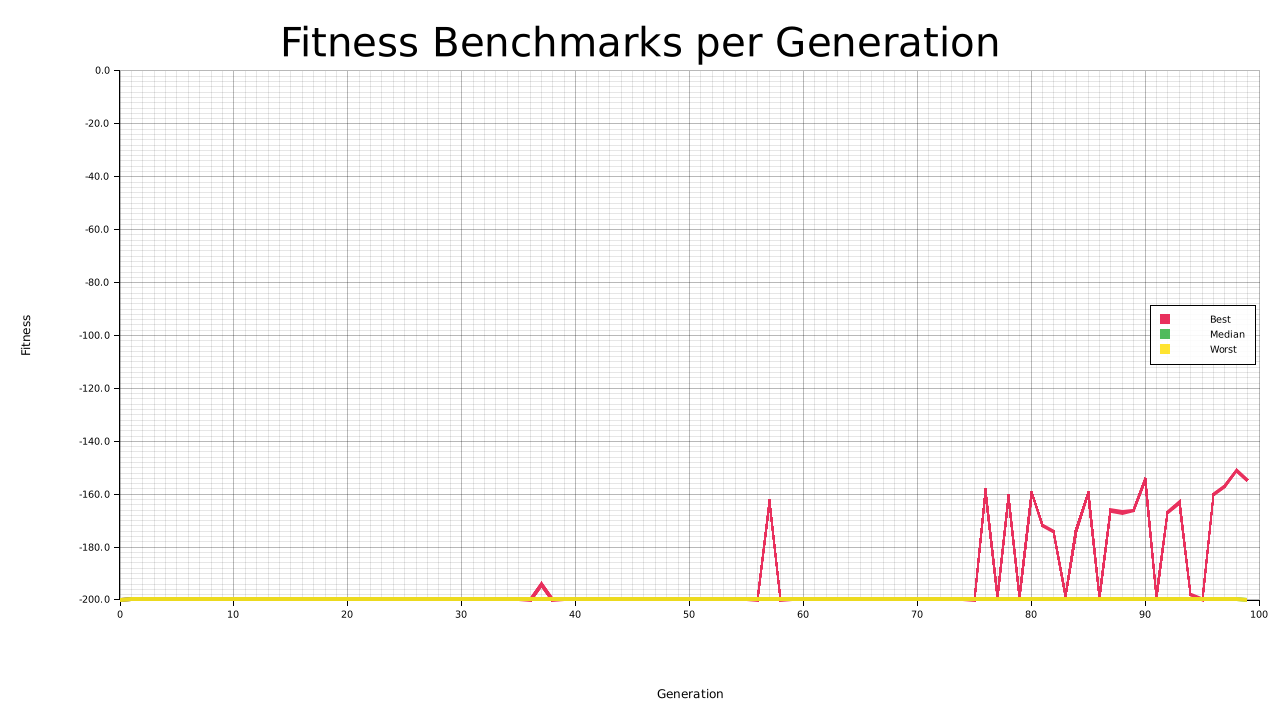 Fitness Benchmarks per Generation
0.0
-20.0
-40.0
-60.0
-80.0
-100.0
-120.0
-140.0
-160.0
-180.0
-200.0
Fitness
Best
Median
Worst
0 10 20 30 40 50 60 70 80 90 100
Generation